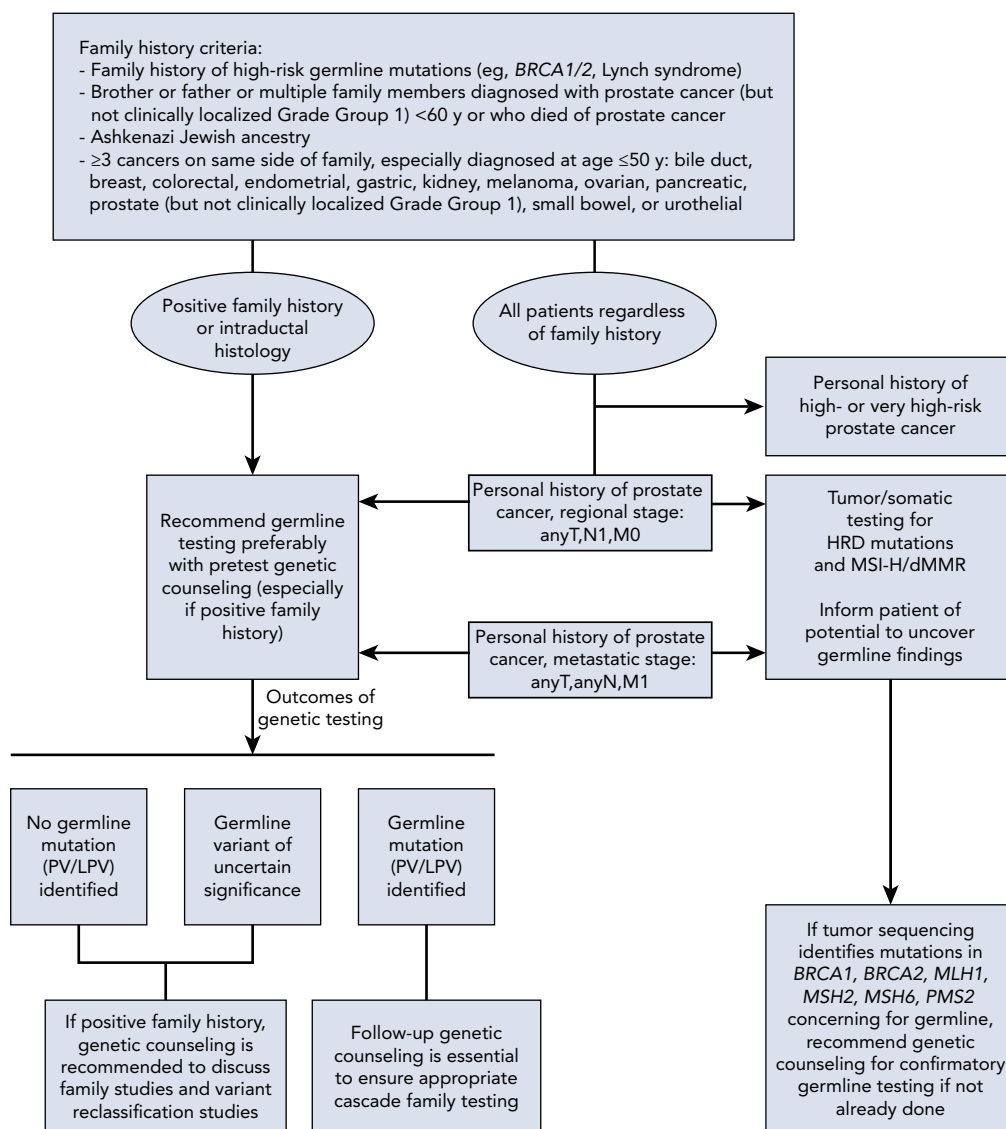 Family history criteria:
- Family history of high-risk germline mutations (eg, BRCA1/2, Lynch syndrome)
- Brother or father or multiple family members diagnosed with prostate cancer (but
not clinically localized Grade Group 1) <60 y or who died of prostate cancer
- Ashkenazi Jewish ancestry
- ≥3 cancers on same side of family, especially diagnosed at age ≤50 y: bile duct,
breast, colorectal, endometrial, gastric, kidney, melanoma, ovarian, pancreatic,
prostate (but not clinically localized Grade Group 1), small bowel, or urothelial
Positive family history
or intraductal
histology
All patients regardless
of family history
Personal history of
high- or very high-risk
prostate cancer
Recommend germline
testing preferably
with pretest genetic
counseling (especially
if positive family
history)
Personal history of prostate
cancer, regional stage:
anyT,N1,M0
Tumor/somatic
testing for
HRD mutations
and MSI-H/dMMR
Inform patient of
potential to uncover
germline findings
Personal history of prostate
cancer, metastatic stage:
anyT,anyN,M1
Outcomes of
genetic testing
No germline
mutation
(PV/LPV)
identified
Germline
variant of
uncertain
significance
Germline
mutation
(PV/LPV)
identified
If positive family history,
genetic counseling is
recommended to discuss
family studies and variant
reclassification studies
Follow-up genetic
counseling is essential
to ensure appropriate
cascade family testing
If tumor sequencing
identifies mutations in
BRCA1, BRCA2, MLH1,
MSH2, MSH6, PMS2
concerning for germline,
recommend genetic
counseling for confirmatory
germline testing if not
already done